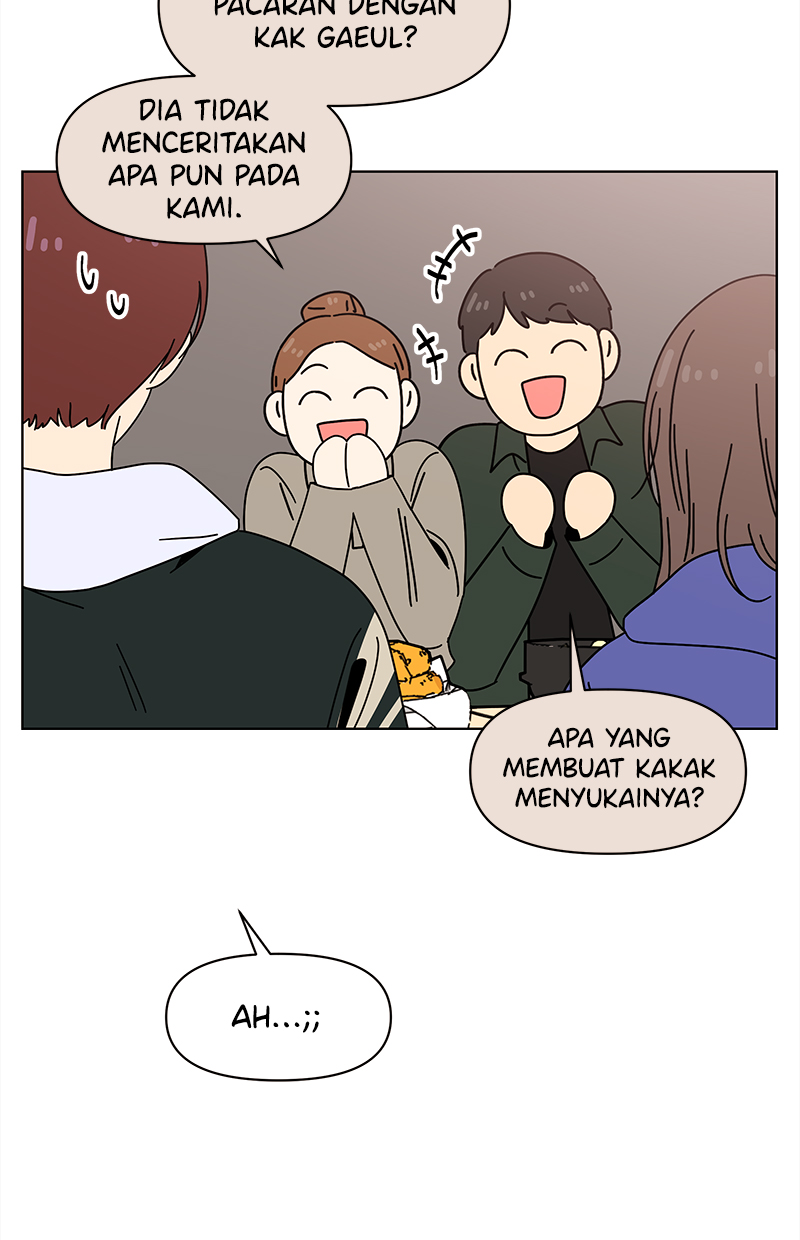 PACARAN DENGAN
KAK GAEUL?
DIA TIDAK
MENCERITAKAN
APA PUN PADA
KAMI.
APA YANG
MEMBUAT KAKAK
MENYUKAINYA?
AH...;;